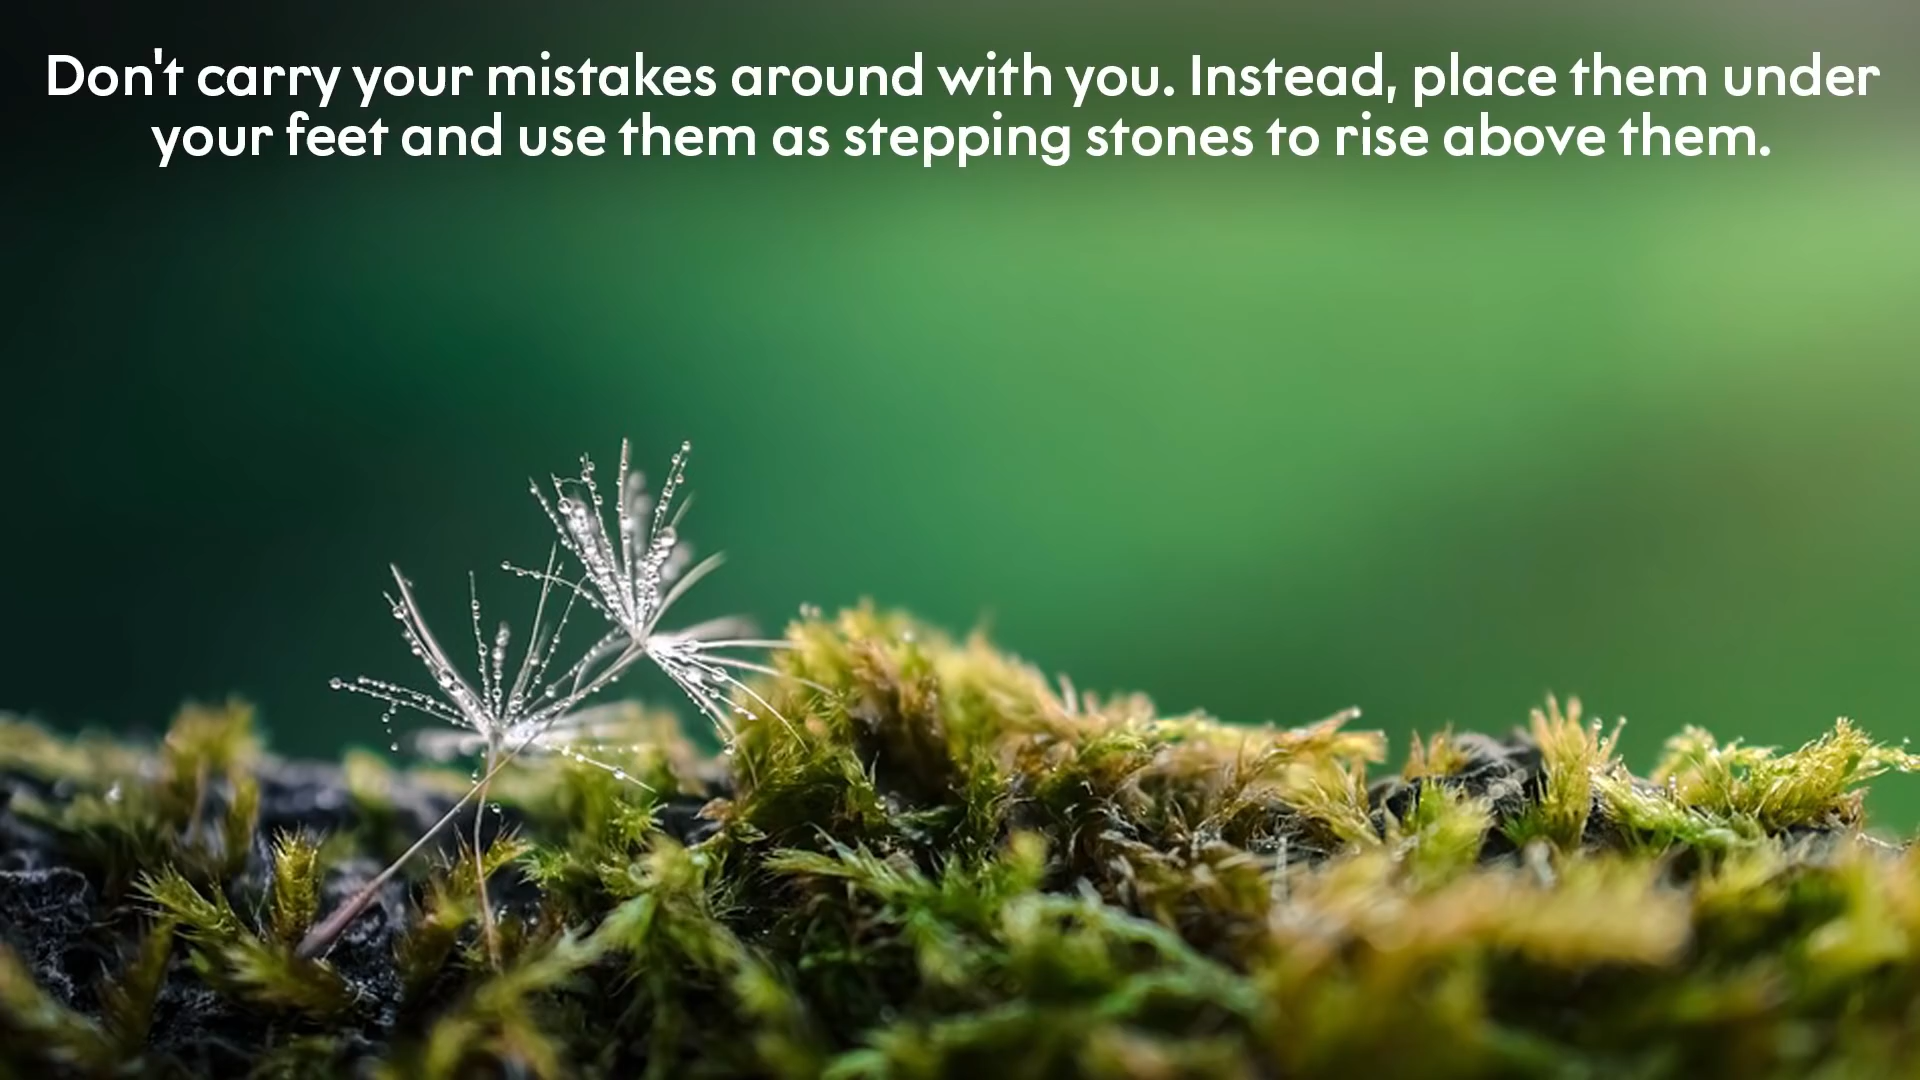 Don't carry your mistakes around with you. Instead, place them under
your feet and use them as stepping stones to rise above them.